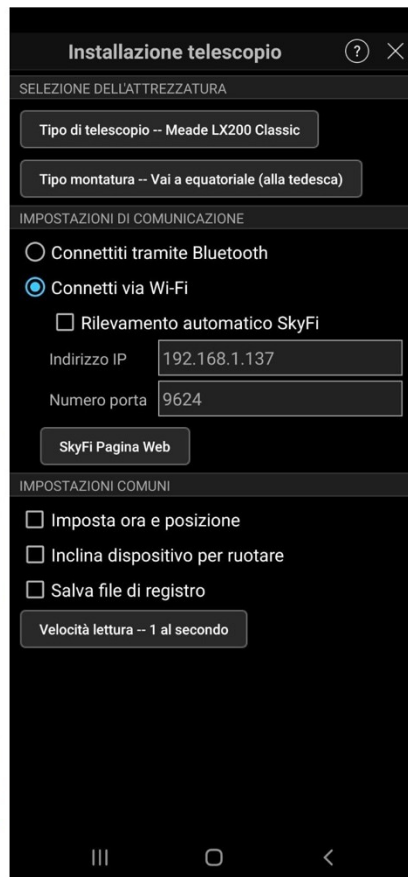 Installazione telescopio
?
SELEZIONE DELL'ATTREZZATURA
Tipo di telescopio -- Meade LX200 Classic
Tipo montatura -- Vai a equatoriale (alla tedesca)
IMPOSTAZIONI DI COMUNICAZIONE
Connettiti tramite Bluetooth
Connetti via Wi-Fi
Rilevamento automatico SkyFi
Indirizzo IP 192.168.1.137
Numero porta 9624
SkyFi Pagina Web
IMPOSTAZIONI COMUNI
Imposta ora e posizione
Inclina dispositivo per ruotare
Salva file di registro
Velocità lettura -- 1 al secondo